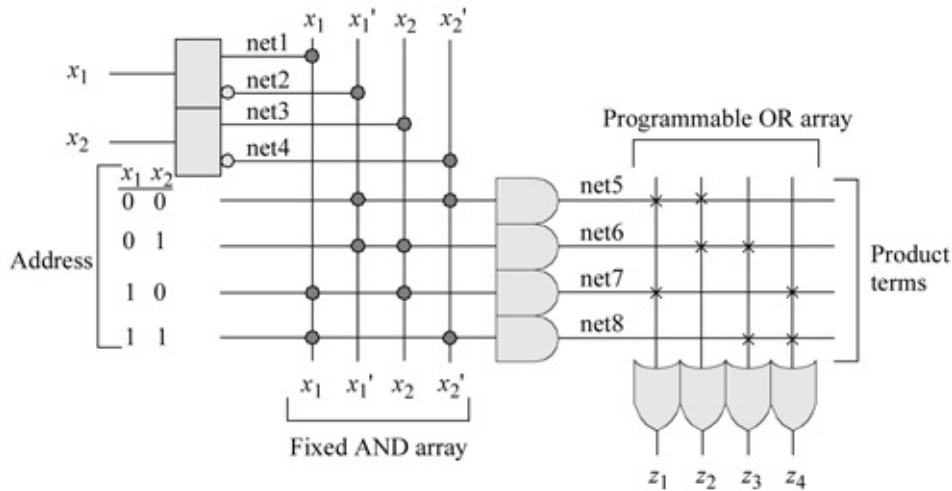 x1 x1' x2 x2'
net1
x1
net2
net3
x2
net4
Programmable OR array
x1 x2
0 0
net5
0 1
net6
Address
Product
terms
1 0
net7
1 1
net8
x1 x1' x2 x2'
Fixed AND array
z1 z2 z3 z4